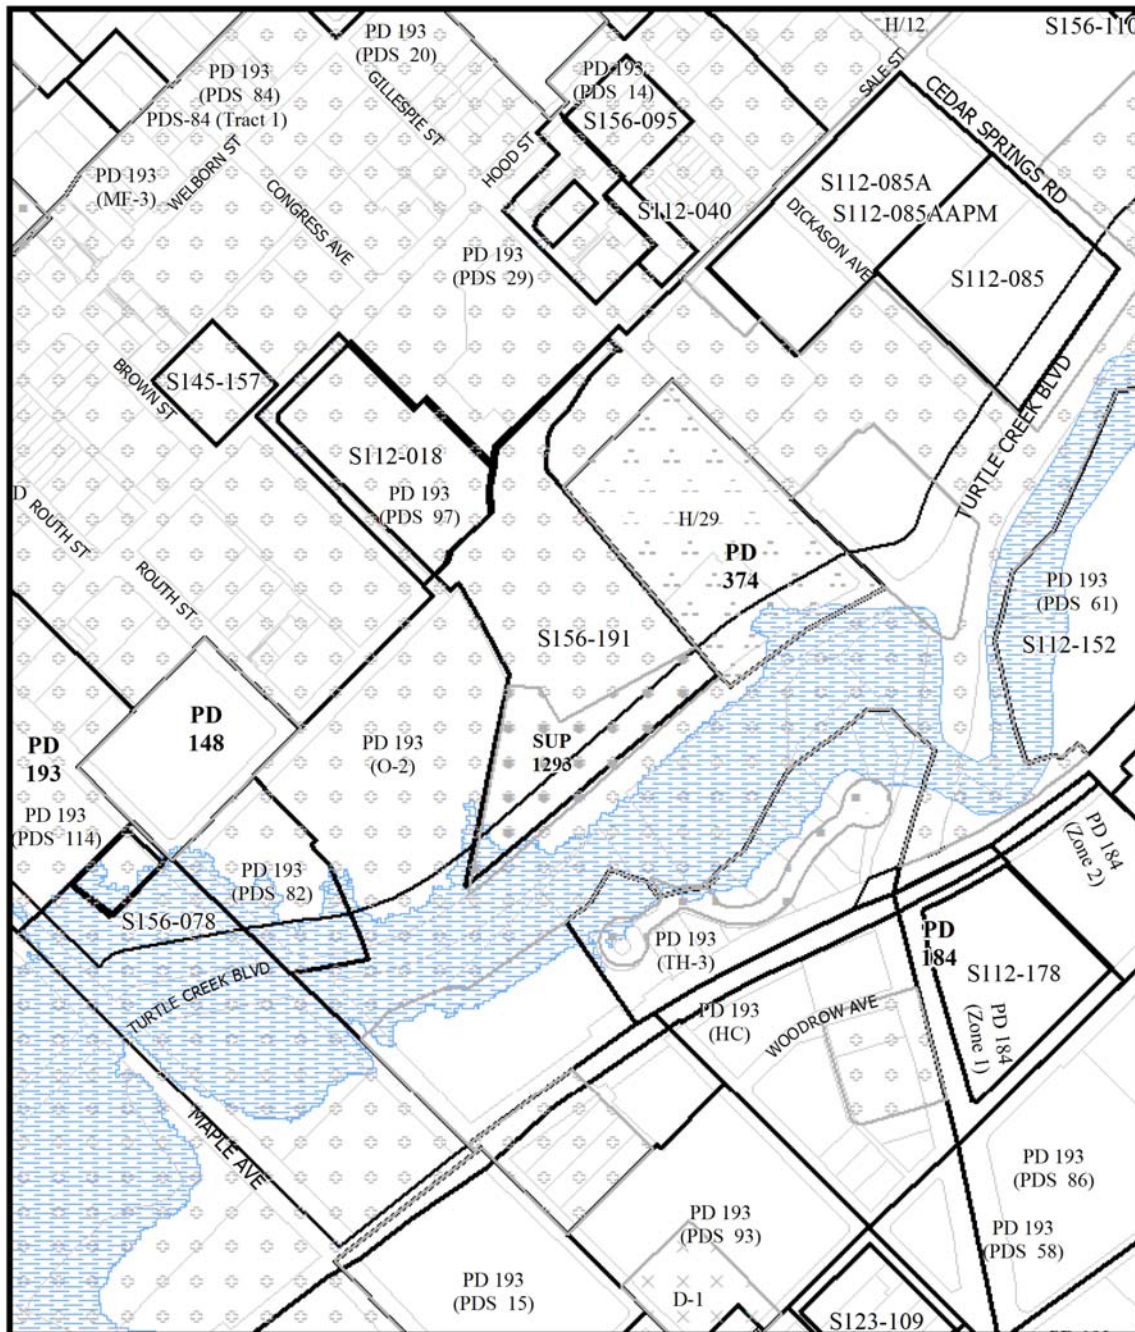 H/12
S156-110
PD 193
(PDS 20)
PD 193
(PDS 84)
PDS-84 (Tract 1)
PD 193
(PDS 14)
S156-095
SALE ST
CEDAR SPRINGS RD
GILLESPIE ST
HOOD ST
WELBORN ST
PD 193
(MF-3)
CONGRESS AVE
S112-040
S112-085A
S112-085AAPM
DICKASON AVE
PD 193
(PDS 29)
S112-085
S145-157
BROWN ST
TURTLE CREEK BLVD
S112-018
PD 193
(PDS 97)
D
ROUTH ST
ROUTH ST
H/29
PD
374
PD 193
(PDS 61)
S112-152
S156-191
PD
148
PD
193
PD 193
(O-2)
SUP
1293
PD 193
(PDS 114)
PD 193
(PDS 82)
S156-078
PD 184
(Zone 2)
TURTLE CREEK BLVD
PD 193
(TH-3)
PD
184
S112-178
PD 193
(HC)
WOODROW AVE
PD 184
(Zone 1)
MAPLE AVE
PD 193
(PDS 86)
PD 193
(PDS 93)
PD 193
(PDS 58)
PD 193
(PDS 15)
D-1
S123-109